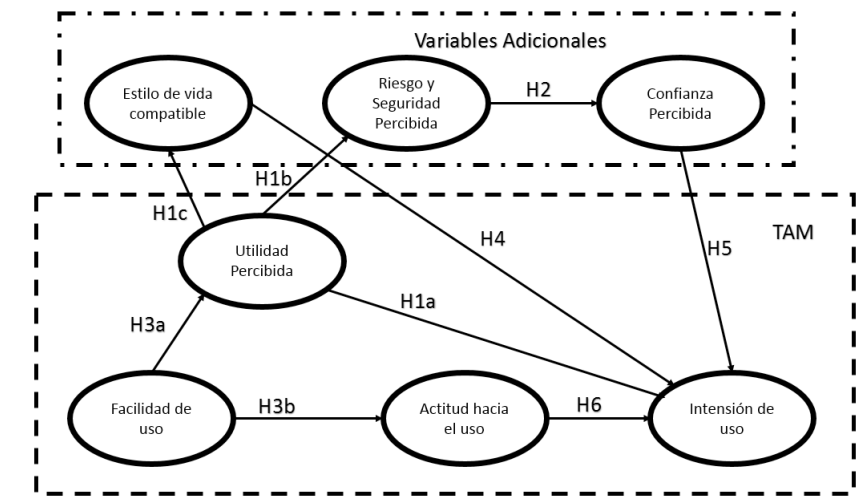 Variables Adicionales
Estilo de vida
compatible
Riesgo y
Seguridad
Percibida
H2
Confianza
Percibida
H1b
H1c
H4
H5
TAM
Utilidad
Percibida
H1a
H3a
Facilidad de
uso
H3b
Actitud hacia
el uso
H6
Intensión de
uso